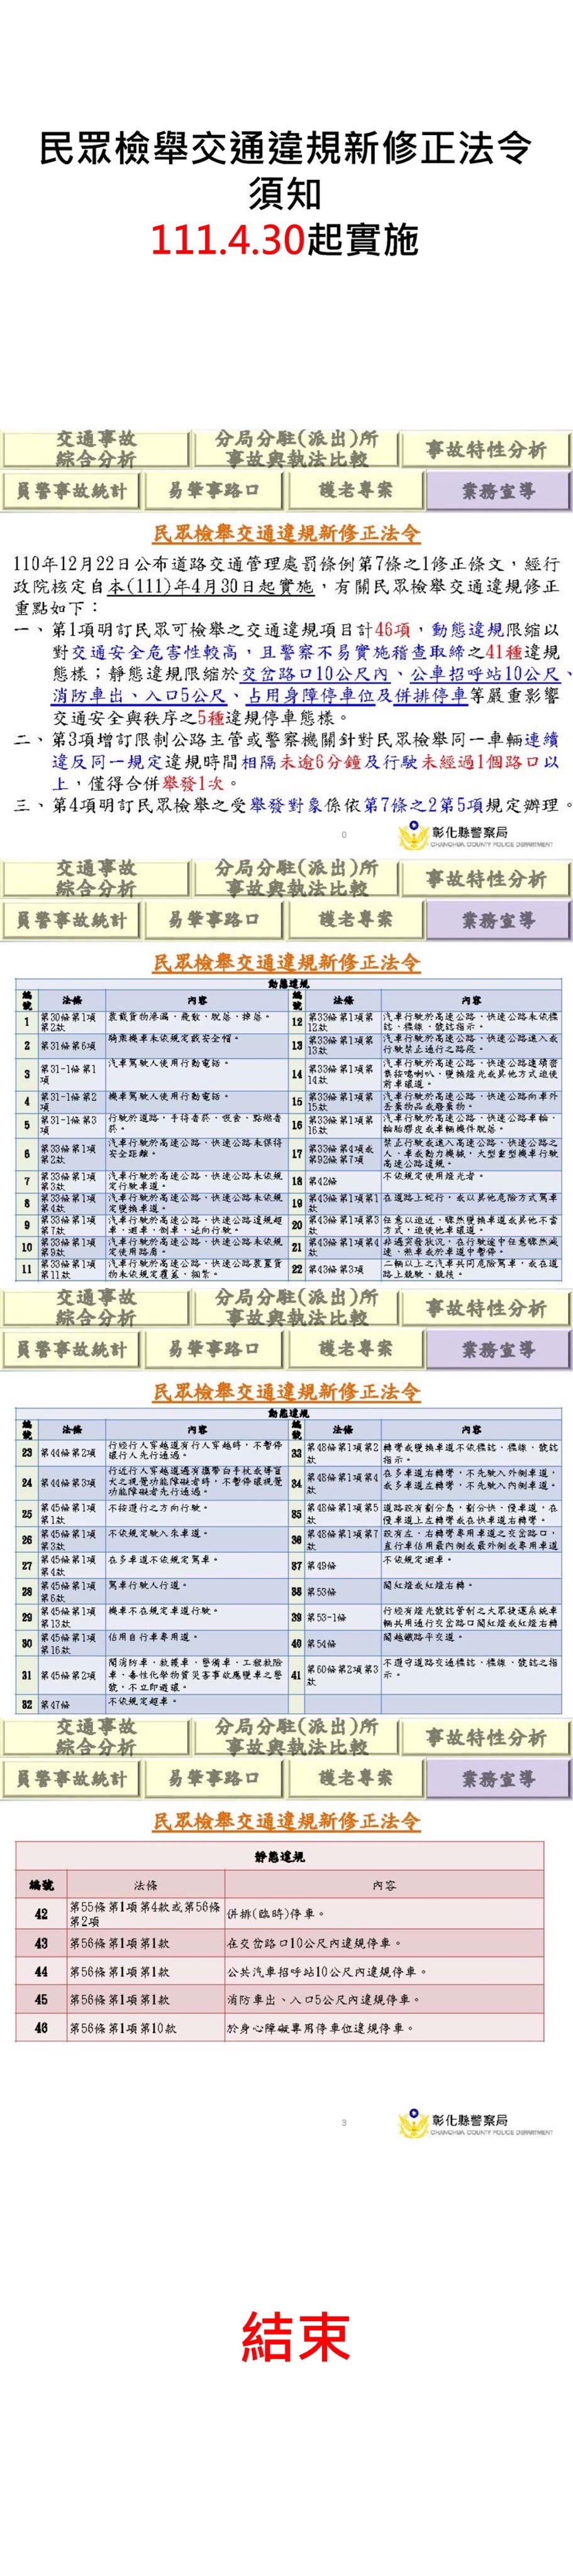 民眾檢舉交通違規新修正法令
須知
111.4.30起實施
交通事故
綜合分析
分局分駐(派出)所
事故與執法比較
事故特性分析
員警事故統計
易肇事路口
護老專案
業務宣導
民眾檢舉交通違規新修正法令
110年12月22日公布道路交通管理處罰條例第7條之1修正條文,經行
政院核定自本(111)年4月30日起實施,有關民眾檢舉交通違規修正
重點如下:
一、第1項明訂民眾可檢舉之交通違規項目計46項,動態違規限縮以
對交通安全危害性較高,且警察不易實施稽查取締之41種違規
態樣;靜態違規限縮於交岔路口10公尺內、公車招呼站10公尺、
消防車出、入口5公尺、占用身障停車位及併排停車等嚴重影響
交通安全與秩序之5種違規停車態樣。
二、第3項增訂限制公路主管或警察機關針對民眾檢舉同一車輛連續
違反同一規定違規時間相隔未逾6分鐘及行駛未經過1個路口以
上,僅得合併舉發1次。
三、第4項明訂民眾檢舉之受舉發對象係依第7條之2第5項規定辦理。
0
彰化縣警察局
CHANGHUA COUNTY POLICE DEPARTMENT
交通事故
綜合分析
分局分駐(派出)所
事故與執法比較
事故特性分析
員警事故統計
易肇事路口
護老專案
業務宣導
民眾檢舉交通違規新修正法令
動態違規
編號 法條 內容 編號 法條 內容
1 第30條第1項第2款 裝載貨物滲漏、飛散、脫落、掉落。
12 第33條第1項第12款 汽車行駛於高速公路、快速公路未依標誌、標線、號誌指示。
2 第31條第6項 騎乘機車未依規定戴安全帽。
13 第33條第1項第13款 汽車行駛於高速公路、快速公路進入或行駛禁止通行之路段。
3 第31-1條第1項 汽車駕駛人使用行動電話。
14 第33條第1項第14款 汽車行駛於高速公路、快速公路連續密集按鳴喇叭、變換燈光或其他方式迫使前車讓道。
4 第31-1條第2項 機車駕駛人使用行動電話。
15 第33條第1項第15款 汽車行駛於高速公路、快速公路向車外丟棄物品或廢棄物。
5 第31-1條第3項 行駛於道路,手持香菸、吸食、點燃香菸。
16 第33條第1項第16款 汽車行駛於高速公路、快速公路車輪、輪胎膠皮或車輛機件脫落。
6 第33條第1項第2款 汽車行駛於高速公路、快速公路未保持安全距離。
17 第33條第4項或第92條第7項 禁止行駛或進入高速公路、快速公路之人、車或動力機械,大型重型機車行駛高速公路違規。
7 第33條第1項第3款 汽車行駛於高速公路、快速公路未依規定行駛車道。
18 第42條 不依規定使用燈光者。
8 第33條第1項第4款 汽車行駛於高速公路、快速公路未依規定變換車道。
19 第43條第1項第1款 在道路上蛇行,或以其他危險方式駕車
9 第33條第1項第7款 汽車行駛於高速公路、快速公路違規超車、迴車、倒車、逆向行駛。
20 第43條第1項第3款 任意以迫近、驟然變換車道或其他不當方式,迫使他車讓道。
10 第33條第1項第9款 汽車行駛於高速公路、快速公路未依規定使用路肩。
21 第43條第1項第4款 非遇突發狀況,在行駛途中任意驟然減速、煞車或於車道中暫停。
11 第33條第1項第11款 汽車行駛於高速公路、快速公路裝置貨物未依規定覆蓋、捆紮。
22 第43條第3項 二輛以上之汽車共同危險駕車,或在道路上競駛、競技。
交通事故
綜合分析
分局分駐(派出)所
事故與執法比較
事故特性分析
員警事故統計
易肇事路口
護老專案
業務宣導
民眾檢舉交通違規新修正法令
動態違規
編號 法條 內容 編號 法條 內容
23 第44條第2項 行經行人穿越道有行人穿越時,不暫停讓行人先行通過。
33 第48條第1項第2款 轉彎或變換車道不依標誌、標線、號誌指示。
24 第44條第3項 行近行人穿越道遇有攜帶白手杖或導盲犬之視覺功能障礙者時,不暫停讓視覺功能障礙者先行通過。
34 第48條第1項第4款 在多車道右轉彎,不先駛入外側車道,或多車道左轉彎,不先駛入內側車道。
25 第45條第1項第1款 不按遵行之方向行駛。
35 第48條第1項第5款 道路設有劃分島,劃分快、慢車道,在慢車道上左轉彎或在快車道右轉彎。
26 第45條第1項第3款 不依規定駛入來車道。
36 第48條第1項第7款 設有左、右轉彎專用車道之交岔路口,直行車佔用最內側或最外側或專用車道
27 第45條第1項第4款 在多車道不依規定駕車。
37 第49條 不依規定迴車。
28 第45條第1項第6款 駕車行駛人行道。
38 第53條 闖紅燈或紅燈右轉。
29 第45條第1項第13款 機車不在規定車道行駛。
39 第53-1條 行經有燈光號誌管制之大眾捷運系統車輛共用通行交岔路口闖紅燈或紅燈右轉
30 第45條第1項第16款 佔用自行車專用道。
40 第54條 闖越鐵路平交道。
31 第45條第2項 聞消防車、救護車、警備車、工程救險車、毒性化學物質災害事故應變車之警號,不立即避讓。
41 第60條第2項第3款 不遵守道路交通標誌、標線、號誌之指示。
32 第47條 不依規定超車。
交通事故
綜合分析
分局分駐(派出)所
事故與執法比較
事故特性分析
員警事故統計
易肇事路口
護老專案
業務宣導
民眾檢舉交通違規新修正法令
靜態違規
編號 法條 內容
42 第55條第1項第4款或第56條第2項 併排(臨時)停車。
43 第56條第1項第1款 在交岔路口10公尺內違規停車。
44 第56條第1項第1款 公共汽車招呼站10公尺內違規停車。
45 第56條第1項第1款 消防車出、入口5公尺內違規停車。
46 第56條第1項第10款 於身心障礙專用停車位違規停車。
3
彰化縣警察局
CHANGHUA COUNTY POLICE DEPARTMENT
結束